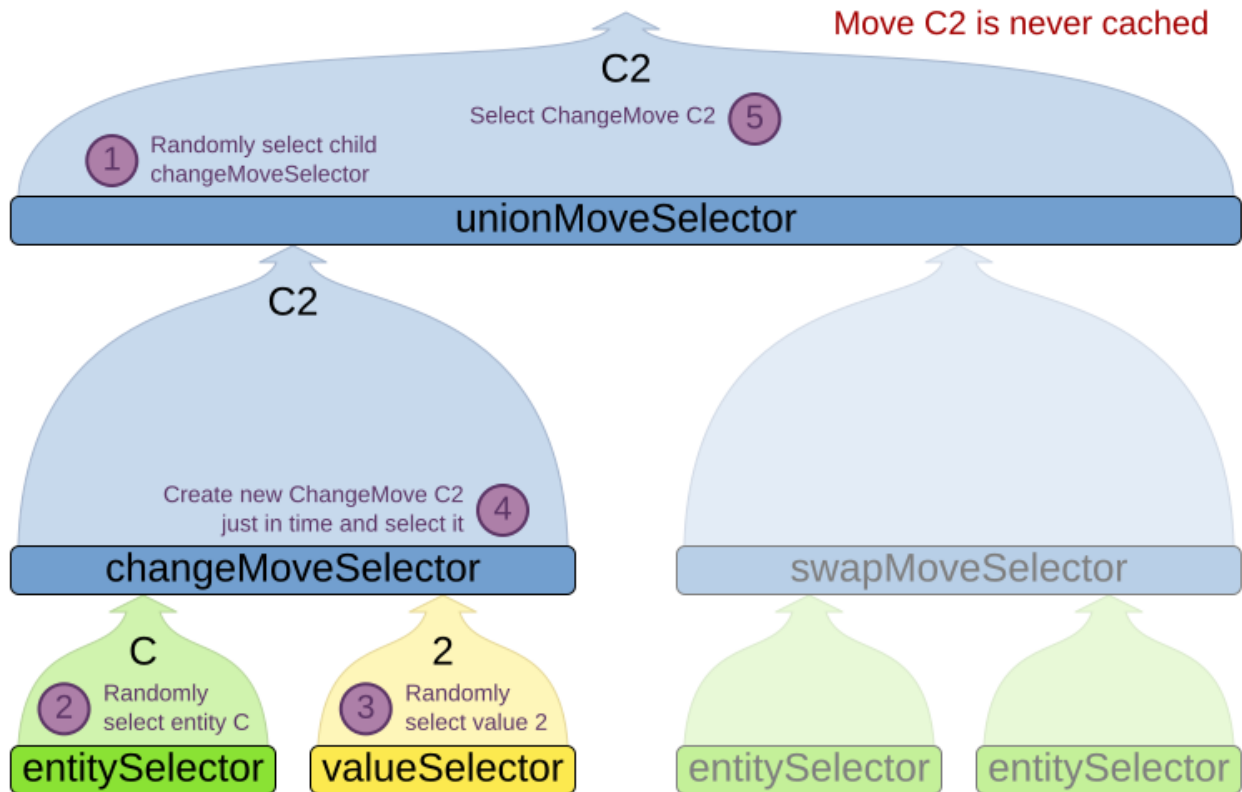 Move C2 is never cached
C2
Select ChangeMove C2 5
1 Randomly select child
changeMoveSelector
unionMoveSelector
C2
Create new ChangeMove C2
just in time and select it
4
changeMoveSelector
swapMoveSelector
C
2 Randomly
select entity C
2
3 Randomly
select value 2
entitySelector
valueSelector
entitySelector
entitySelector